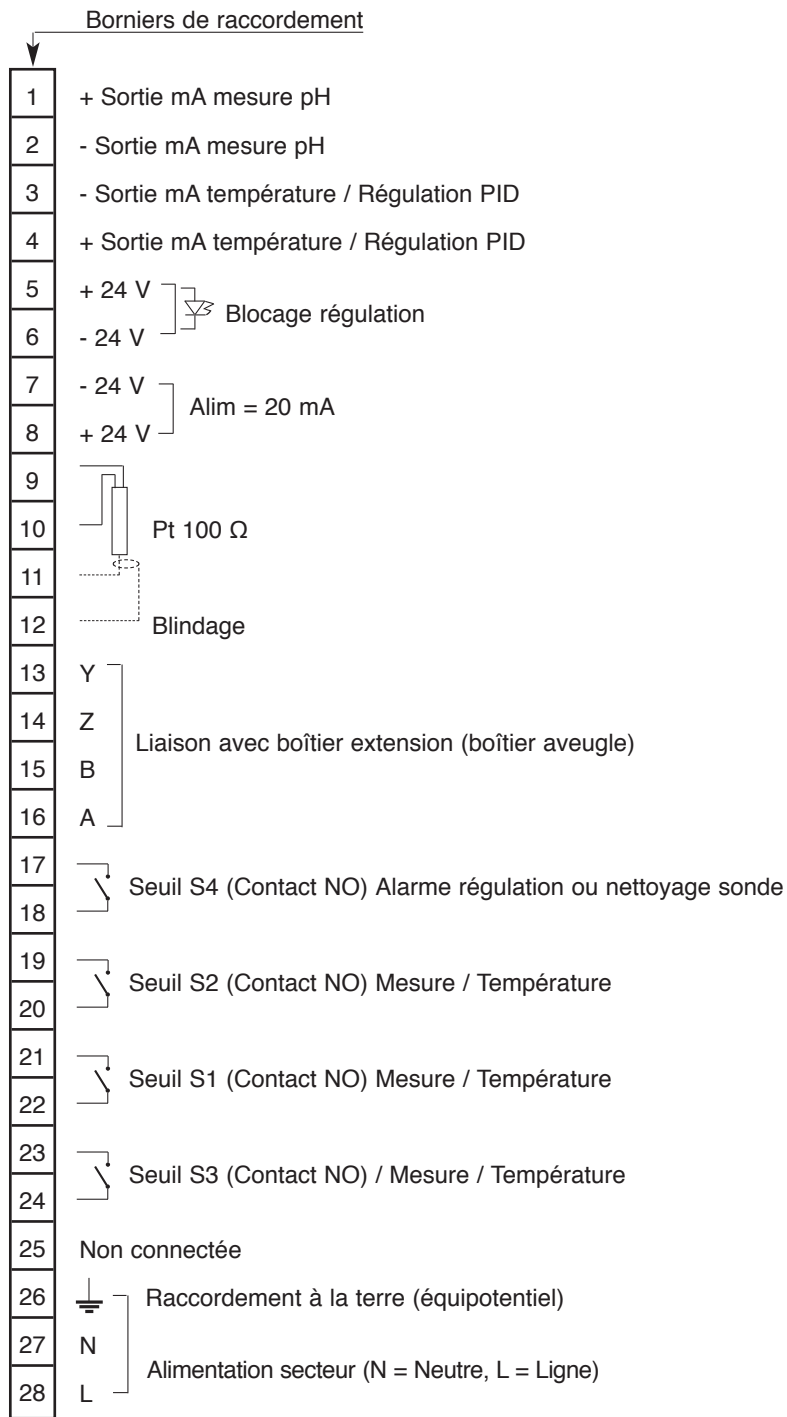 Borniers de raccordement
1 + Sortie mA mesure pH
2 - Sortie mA mesure pH
3 - Sortie mA température / Régulation PID
4 + Sortie mA température / Régulation PID
5 + 24 V
Blocage régulation
6 - 24 V
7 - 24 V
Alim = 20 mA
8 + 24 V
9
10 Pt 100 Ω
11
12 Blindage
13 Y
14 Z
Liaison avec boîtier extension (boîtier aveugle)
15 B
16 A
17
Seuil S4 (Contact NO) Alarme régulation ou nettoyage sonde
18
19
Seuil S2 (Contact NO) Mesure / Température
20
21
Seuil S1 (Contact NO) Mesure / Température
22
23
Seuil S3 (Contact NO) / Mesure / Température
24
25 Non connectée
26 Raccordement à la terre (équipotentiel)
27 N
Alimentation secteur (N = Neutre, L = Ligne)
28 L